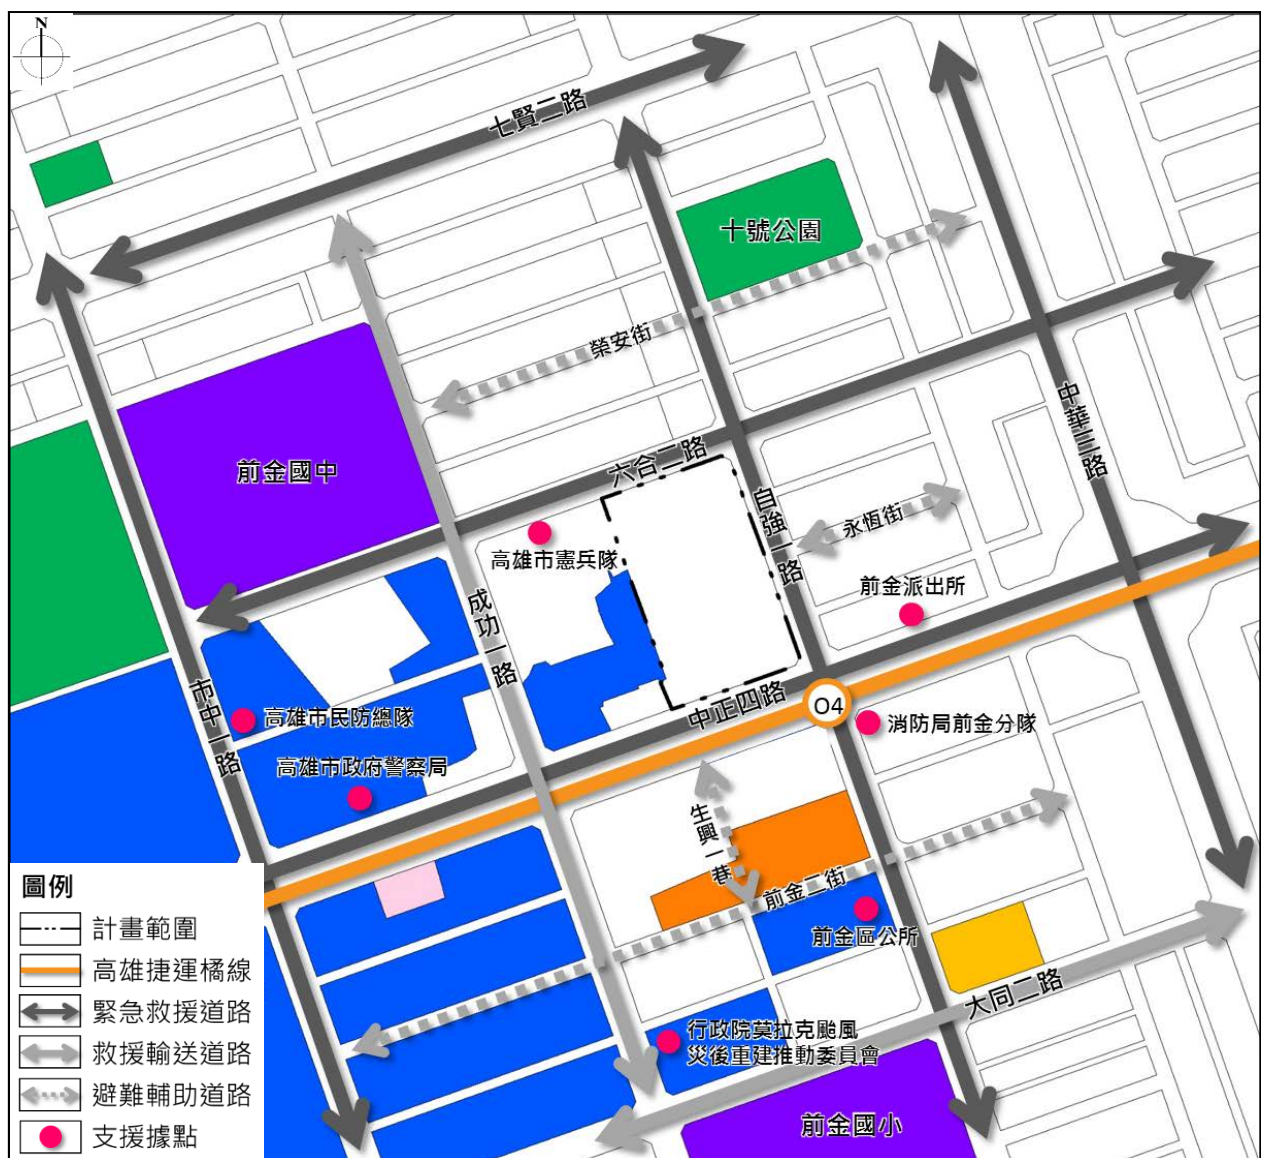 N
七賢二路
十號公園
榮安街
中華三路
前金國中
六合二路
自強一路
永恆街
高雄市憲兵隊
前金派出所
成功一路
市中一路
高雄市民防總隊
中正四路
O4
消防局前金分隊
高雄市政府警察局
生興一巷
前金二街
前金區公所
大同二路
行政院莫拉克颱風
災後重建推動委員會
前金國小
圖例
計畫範圍
高雄捷運橘線
緊急救援道路
救援輸送道路
避難輔助道路
支援據點